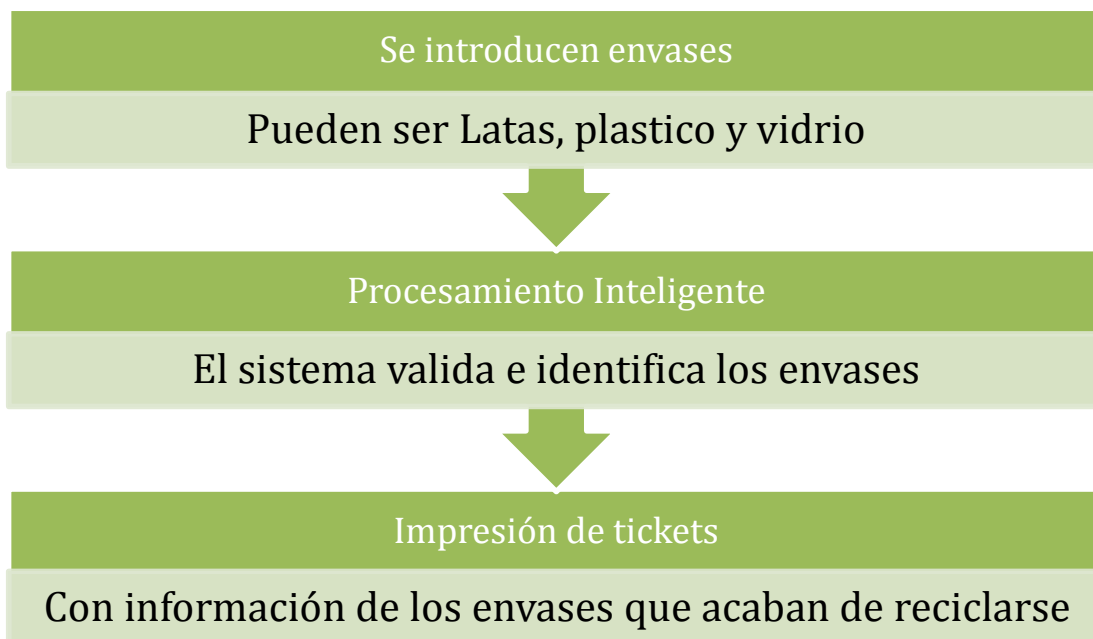 Se introducen envases
Pueden ser Latas, plastico y vidrio
Procesamiento Inteligente
El sistema valida e identifica los envases
Impresión de tickets
Con información de los envases que acaban de reciclarse